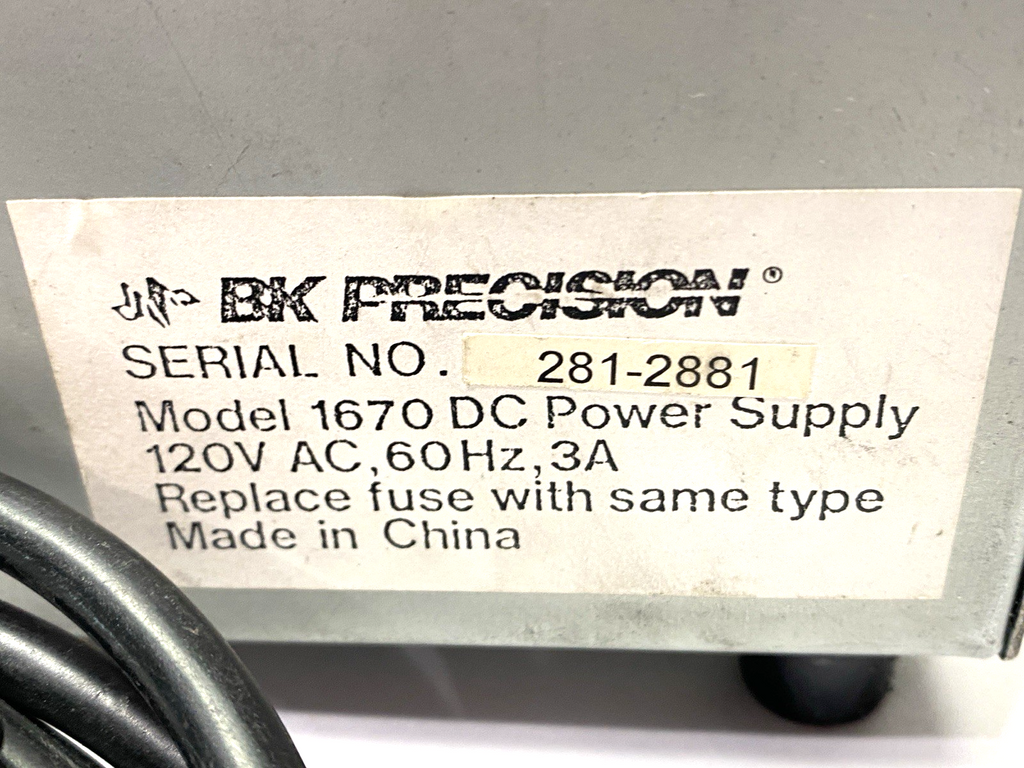 BK PRECISION®
SERIAL NO. 281-2881
Model 1670 DC Power Supply
120V AC,60Hz,3A
Replace fuse with same type
Made in China